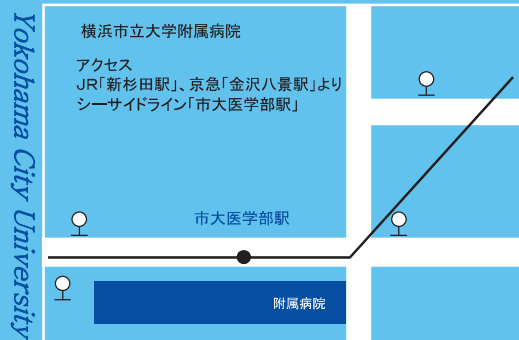 Yokohama City University
横浜市立大学附属病院
アクセス
JR「新杉田駅」、京急「金沢八景駅」より
シーサイドライン「市大医学部駅」
市大医学部駅
附属病院